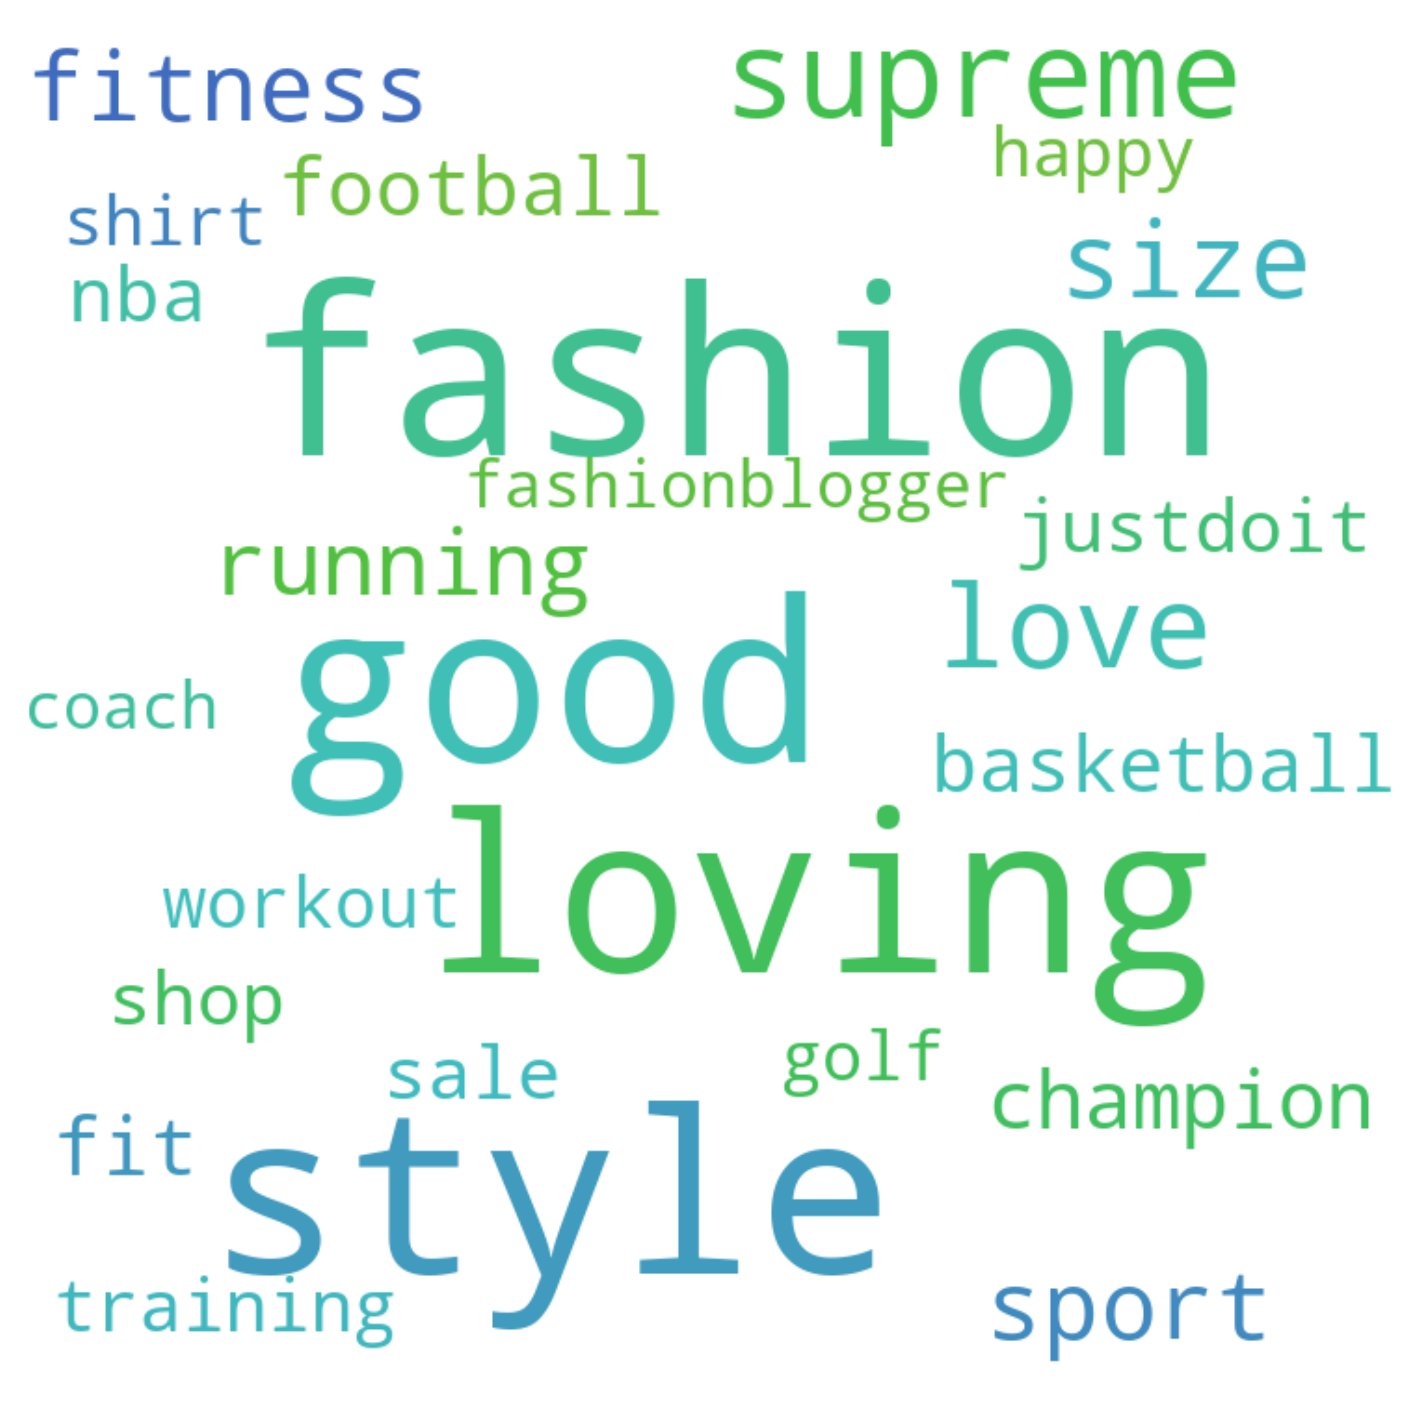 fitness
supreme
happy
football
shirt
size
nba
fashion
fashionblogger
justdoit
running
love
good
coach
basketball
loving
workout
shop
golf
sale
champion
fit
style
training
sport